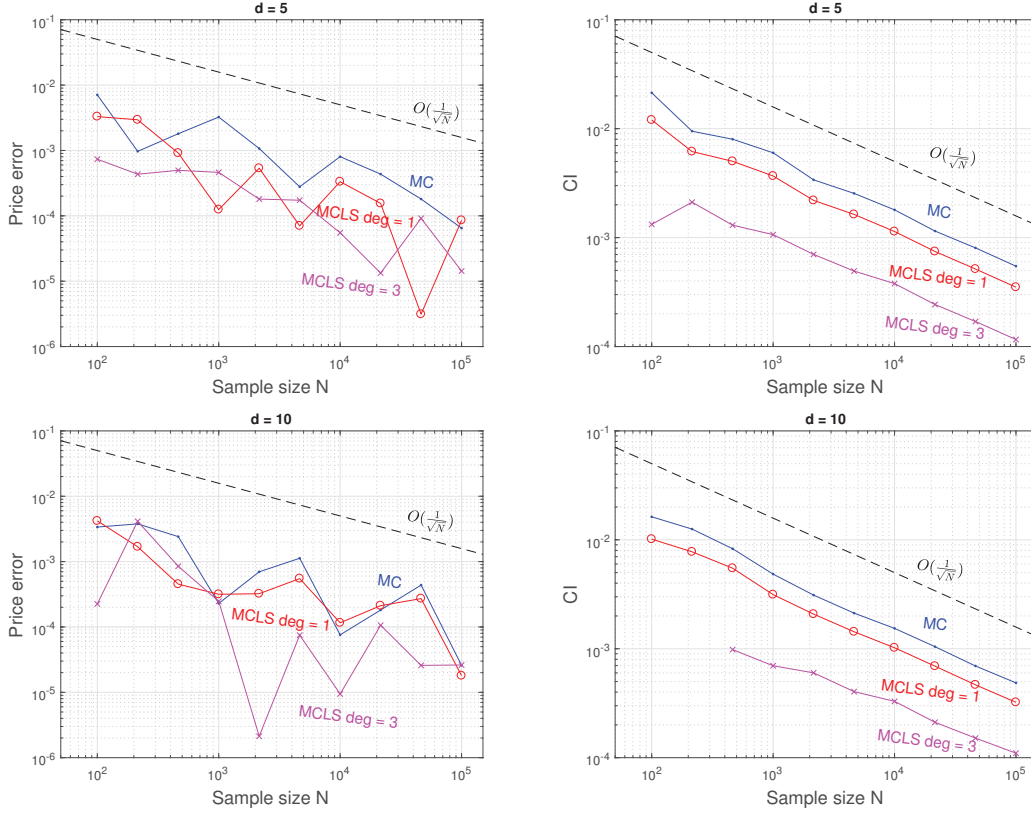 d = 5
10^-1
10^-2
10^-3
10^-4
10^-5
10^-6
Price error
O(1/√N)
MC
MCLS deg = 1
MCLS deg = 3
10^2
10^3
10^4
10^5
Sample size N
d = 5
10^-1
10^-2
10^-3
10^-4
CI
O(1/√N)
MC
MCLS deg = 1
MCLS deg = 3
10^2
10^3
10^4
10^5
Sample size N
d = 10
10^-1
10^-2
10^-3
10^-4
10^-5
10^-6
Price error
O(1/√N)
MC
MCLS deg = 1
MCLS deg = 3
10^2
10^3
10^4
10^5
Sample size N
d = 10
10^-1
10^-2
10^-3
10^-4
CI
O(1/√N)
MC
MCLS deg = 1
MCLS deg = 3
10^2
10^3
10^4
10^5
Sample size N